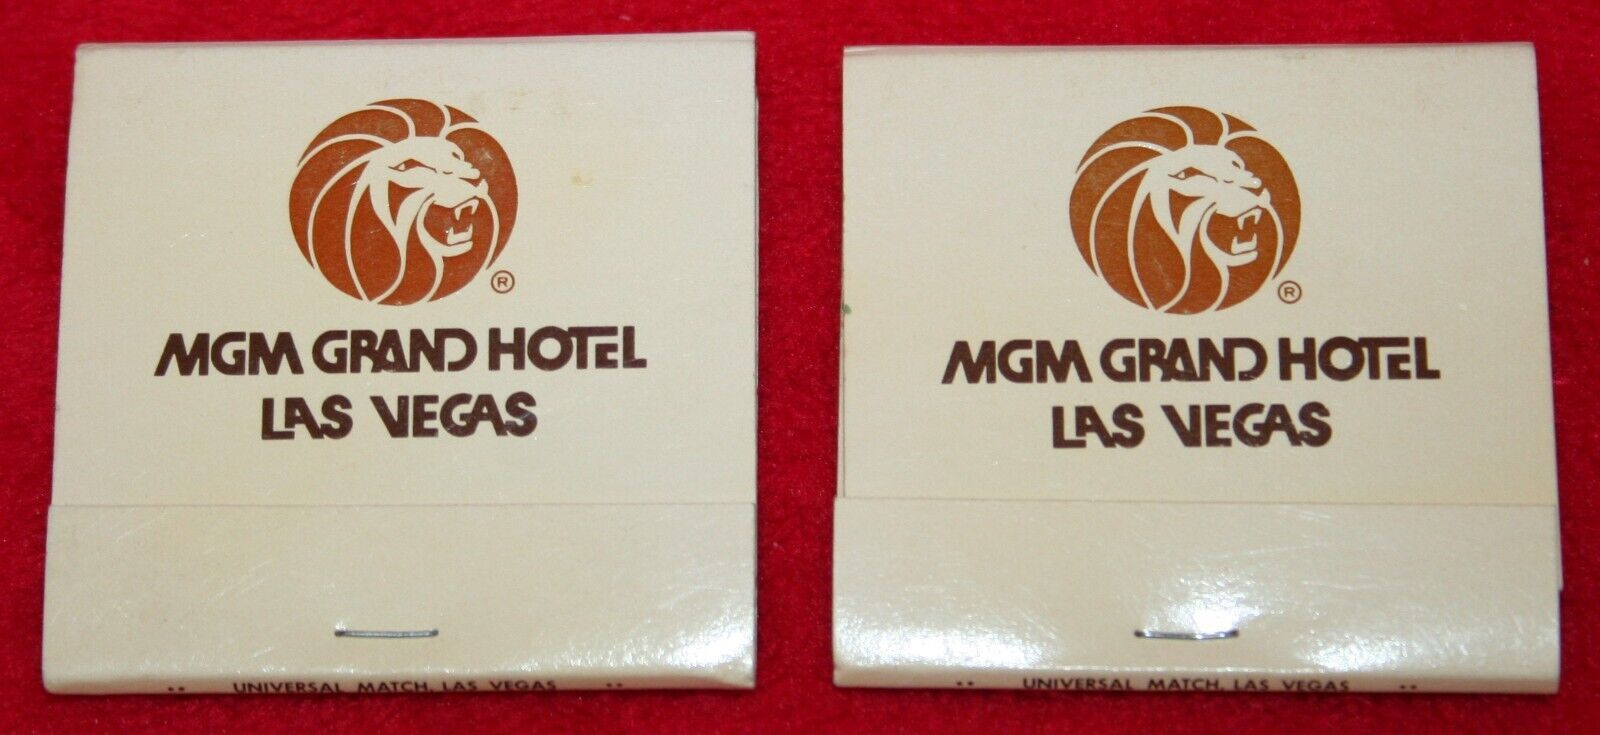 ®
MGM GRAND HOTEL
LAS VEGAS
UNIVERSAL MATCH, LAS VEGAS
®
MGM GRAND HOTEL
LAS VEGAS
UNIVERSAL MATCH, LAS VEGAS